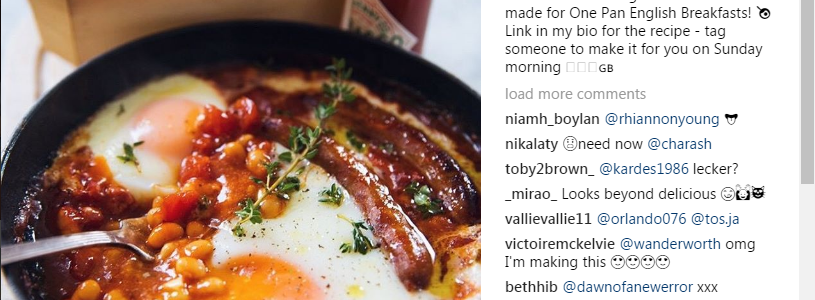 made for One Pan English Breakfasts! 🍳
Link in my bio for the recipe - tag
someone to make it for you on Sunday
morning GB
load more comments
niamh_boylan @rhiannonyoung
nikalaty need now @charash
toby2brown_ @kardes1986 lecker?
_mirao_ Looks beyond delicious
vallievallie11 @orlando076 @tos.ja
victoiremckelvie @wanderworth omg
I'm making this
bethhib @dawnofanewerror xxx